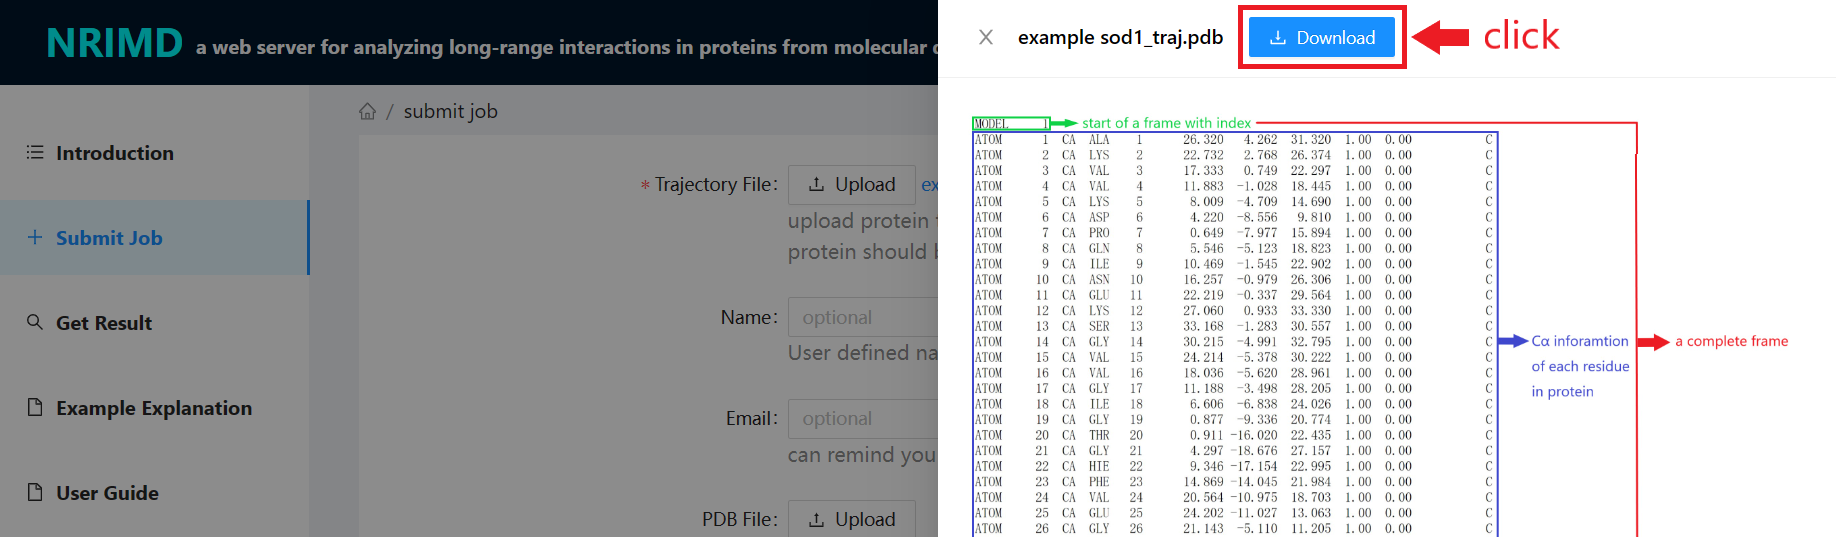 NRIMD a web server for analyzing long-range interactions in proteins from molecular
Introduction
Submit Job
Get Result
Example Explanation
User Guide
/ submit job
* Trajectory File: Upload
upload protein
protein should
Name: optional
User defined
Email: optional
can remind you
PDB File: Upload
example sod1_traj.pdb Download click
MODEL 1 start of a frame with index
ATOM 1 CA ALA 1 26.320 4.262 31.320 1.00 0.00 C
ATOM 2 CA LYS 2 22.732 2.768 26.374 1.00 0.00 C
ATOM 3 CA VAL 3 17.333 0.749 22.297 1.00 0.00 C
ATOM 4 CA VAL 4 11.883 -1.028 18.445 1.00 0.00 C
ATOM 5 CA LYS 5 8.009 -4.709 14.690 1.00 0.00 C
ATOM 6 CA ASP 6 4.220 -8.556 9.810 1.00 0.00 C
ATOM 7 CA PRO 7 0.649 -7.977 15.894 1.00 0.00 C
ATOM 8 CA GLN 8 5.546 -5.123 18.823 1.00 0.00 C
ATOM 9 CA ILE 9 10.469 -1.545 22.902 1.00 0.00 C
ATOM 10 CA ASN 10 16.257 -0.979 26.306 1.00 0.00 C
ATOM 11 CA GLU 11 22.219 -0.337 29.564 1.00 0.00 C
ATOM 12 CA LYS 12 27.060 0.933 33.330 1.00 0.00 C
ATOM 13 CA SER 13 33.168 -1.283 30.557 1.00 0.00 C
ATOM 14 CA GLY 14 30.215 -4.991 32.795 1.00 0.00 C
ATOM 15 CA VAL 15 24.214 -5.378 30.222 1.00 0.00 C
ATOM 16 CA VAL 16 18.036 -5.620 28.961 1.00 0.00 C
ATOM 17 CA GLY 17 11.188 -3.498 28.205 1.00 0.00 C
ATOM 18 CA ILE 18 6.606 -6.838 24.026 1.00 0.00 C
ATOM 19 CA GLY 19 0.877 -9.336 20.774 1.00 0.00 C
ATOM 20 CA THR 20 0.911 -16.020 22.435 1.00 0.00 C
ATOM 21 CA GLY 21 4.297 -18.676 27.157 1.00 0.00 C
ATOM 22 CA HIE 22 9.346 -17.154 22.995 1.00 0.00 C
ATOM 23 CA PHE 23 14.869 -14.045 21.984 1.00 0.00 C
ATOM 24 CA VAL 24 20.564 -10.975 18.703 1.00 0.00 C
ATOM 25 CA GLU 25 24.202 -11.027 13.063 1.00 0.00 C
ATOM 26 CA GLY 26 21.143 -5.110 11.205 1.00 0.00 C
Cα inforamtion
of each residue
in protein
a complete frame